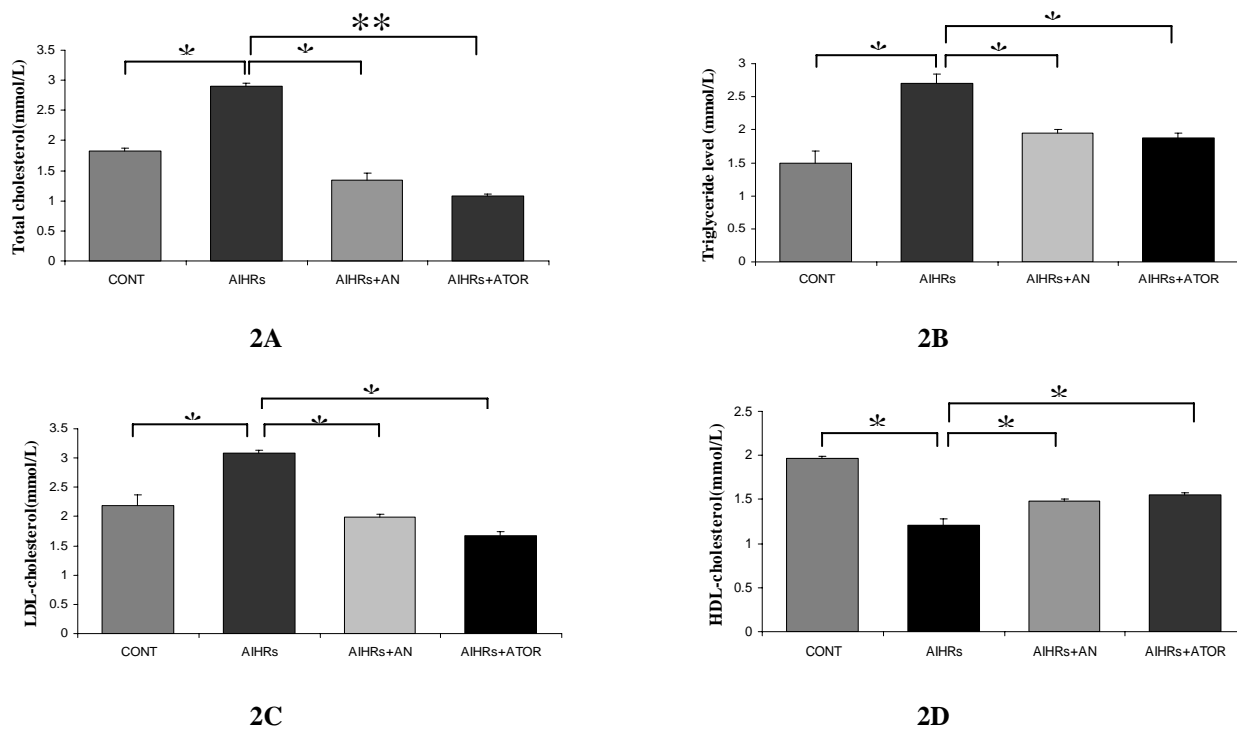 Total cholesterol(mmol/L)
3.5
3
2.5
2
1.5
1
0.5
0
*
*
**
CONT
AIHRs
AIHRs+AN
AIHRs+ATOR
2A
Triglyceride level (mmol/L)
3
2.5
2
1.5
1
0.5
0
*
*
*
CONT
AIHRs
AIHRs+AN
AIHRs+ATOR
2B
LDL-cholesterol(mmol/L)
3.5
3
2.5
2
1.5
1
0.5
0
*
*
*
CONT
AIHRs
AIHRs+AN
AIHRs+ATOR
2C
HDL-cholesterol(mmol/L)
2.5
2
1.5
1
0.5
0
*
*
*
CONT
AIHRs
AIHRs+AN
AIHRs+ATOR
2D